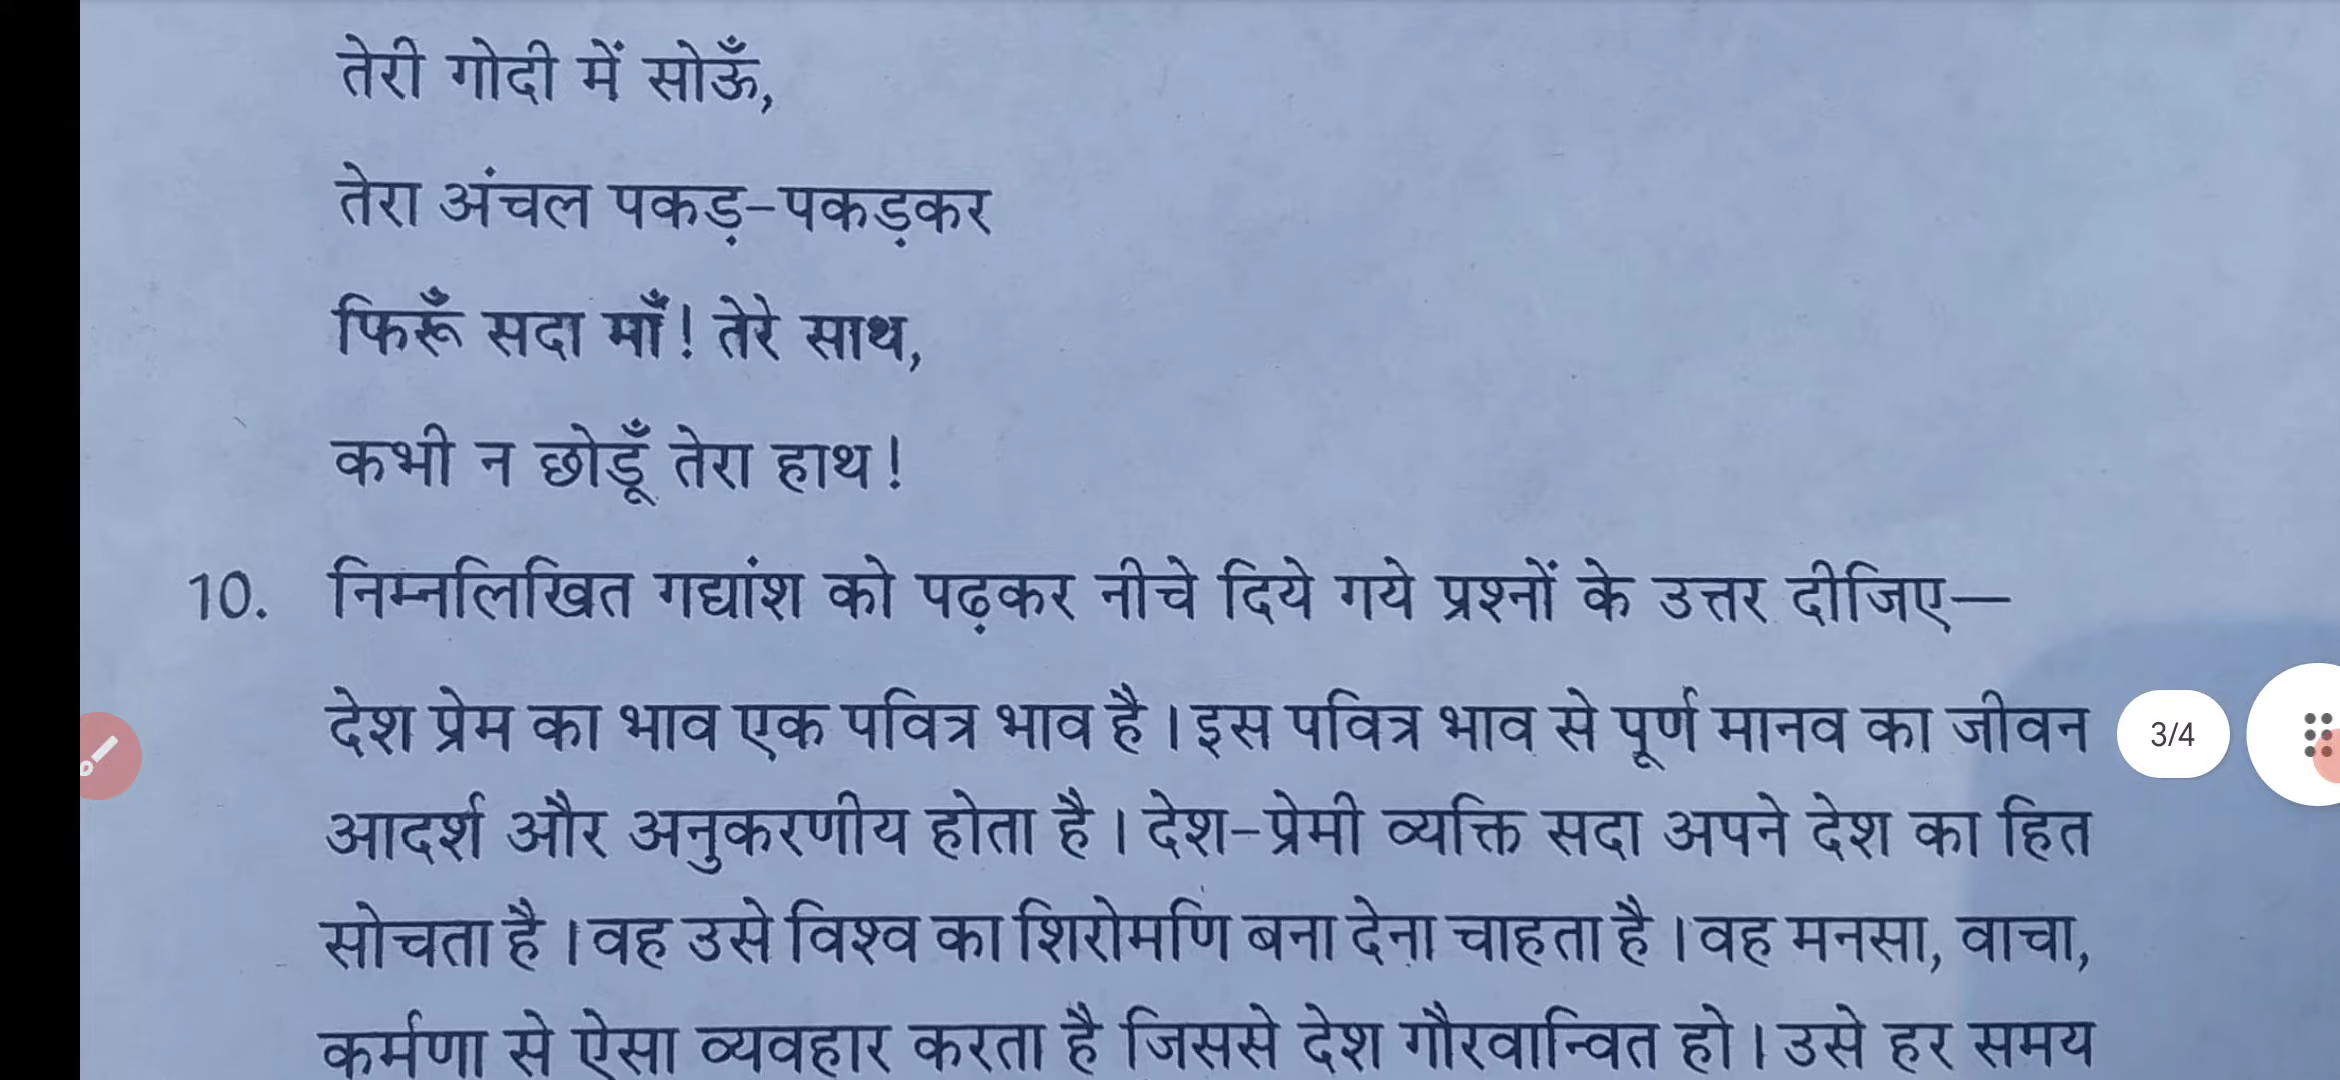 तेरी गोदी में सोऊँ,
तेरा अंचल पकड़-पकड़कर
फिरूँ सदा माँ! तेरे साथ,
कभी न छोड़ूँ तेरा हाथ!
10. निम्नलिखित गद्यांश को पढ़कर नीचे दिये गये प्रश्नों के उत्तर दीजिए—
देश प्रेम का भाव एक पवित्र भाव है। इस पवित्र भाव से पूर्ण मानव का जीवन
3/4
आदर्श और अनुकरणीय होता है। देश-प्रेमी व्यक्ति सदा अपने देश का हित
सोचता है। वह उसे विश्व का शिरोमणि बना देना चाहता है। वह मनसा, वाचा,
कर्मणा से ऐसा व्यवहार करता है जिससे देश गौरवान्वित हो। उसे हर समय